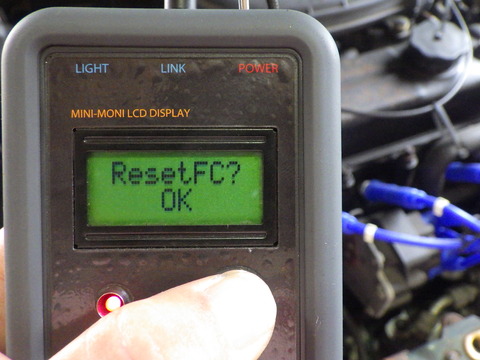 LIGHT LINK POWER
MINI-MONI LCD DISPLAY
ResetFC?
OK